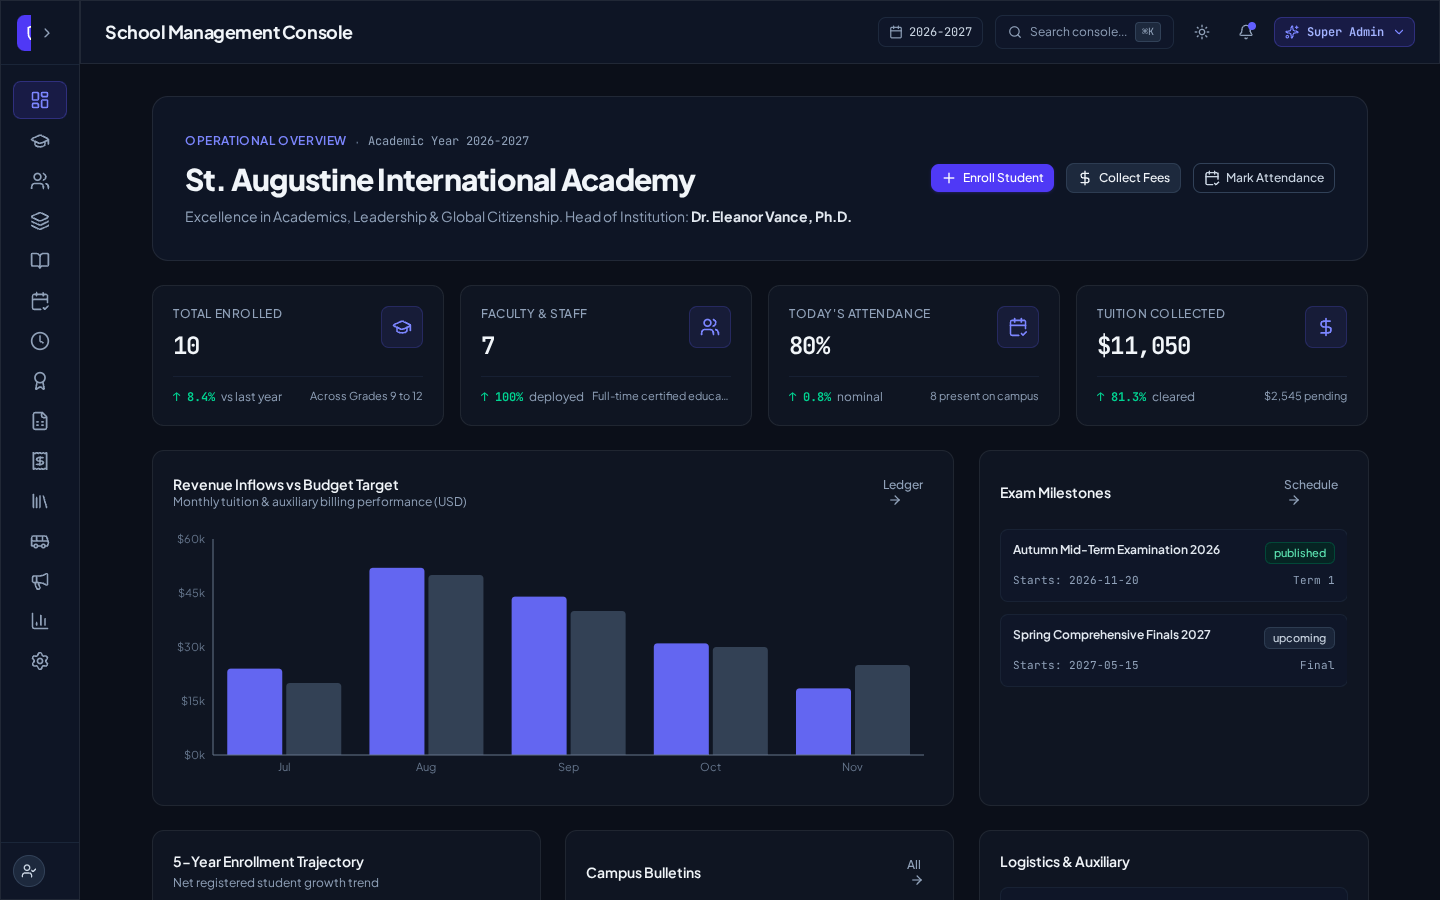 School Management Console
2026-2027
Search console...
⌘K
Super Admin
OPERATIONAL OVERVIEW · Academic Year 2026-2027
St. Augustine International Academy
Excellence in Academics, Leadership & Global Citizenship. Head of Institution: Dr. Eleanor Vance, Ph.D.
Enroll Student
Collect Fees
Mark Attendance
TOTAL ENROLLED
10
↑ 8.4% vs last year
Across Grades 9 to 12
FACULTY & STAFF
7
↑ 100% deployed
Full-time certified educa...
TODAY'S ATTENDANCE
80%
↑ 0.8% nominal
8 present on campus
TUITION COLLECTED
$11,050
↑ 81.3% cleared
$2,545 pending
Revenue Inflows vs Budget Target
Monthly tuition & auxiliary billing performance (USD)
Ledger →
$60k
$45k
$30k
$15k
$0k
Jul
Aug
Sep
Oct
Nov
Exam Milestones
Schedule →
Autumn Mid-Term Examination 2026
published
Starts: 2026-11-20
Term 1
Spring Comprehensive Finals 2027
upcoming
Starts: 2027-05-15
Final
5-Year Enrollment Trajectory
Net registered student growth trend
Campus Bulletins
All →
Logistics & Auxiliary